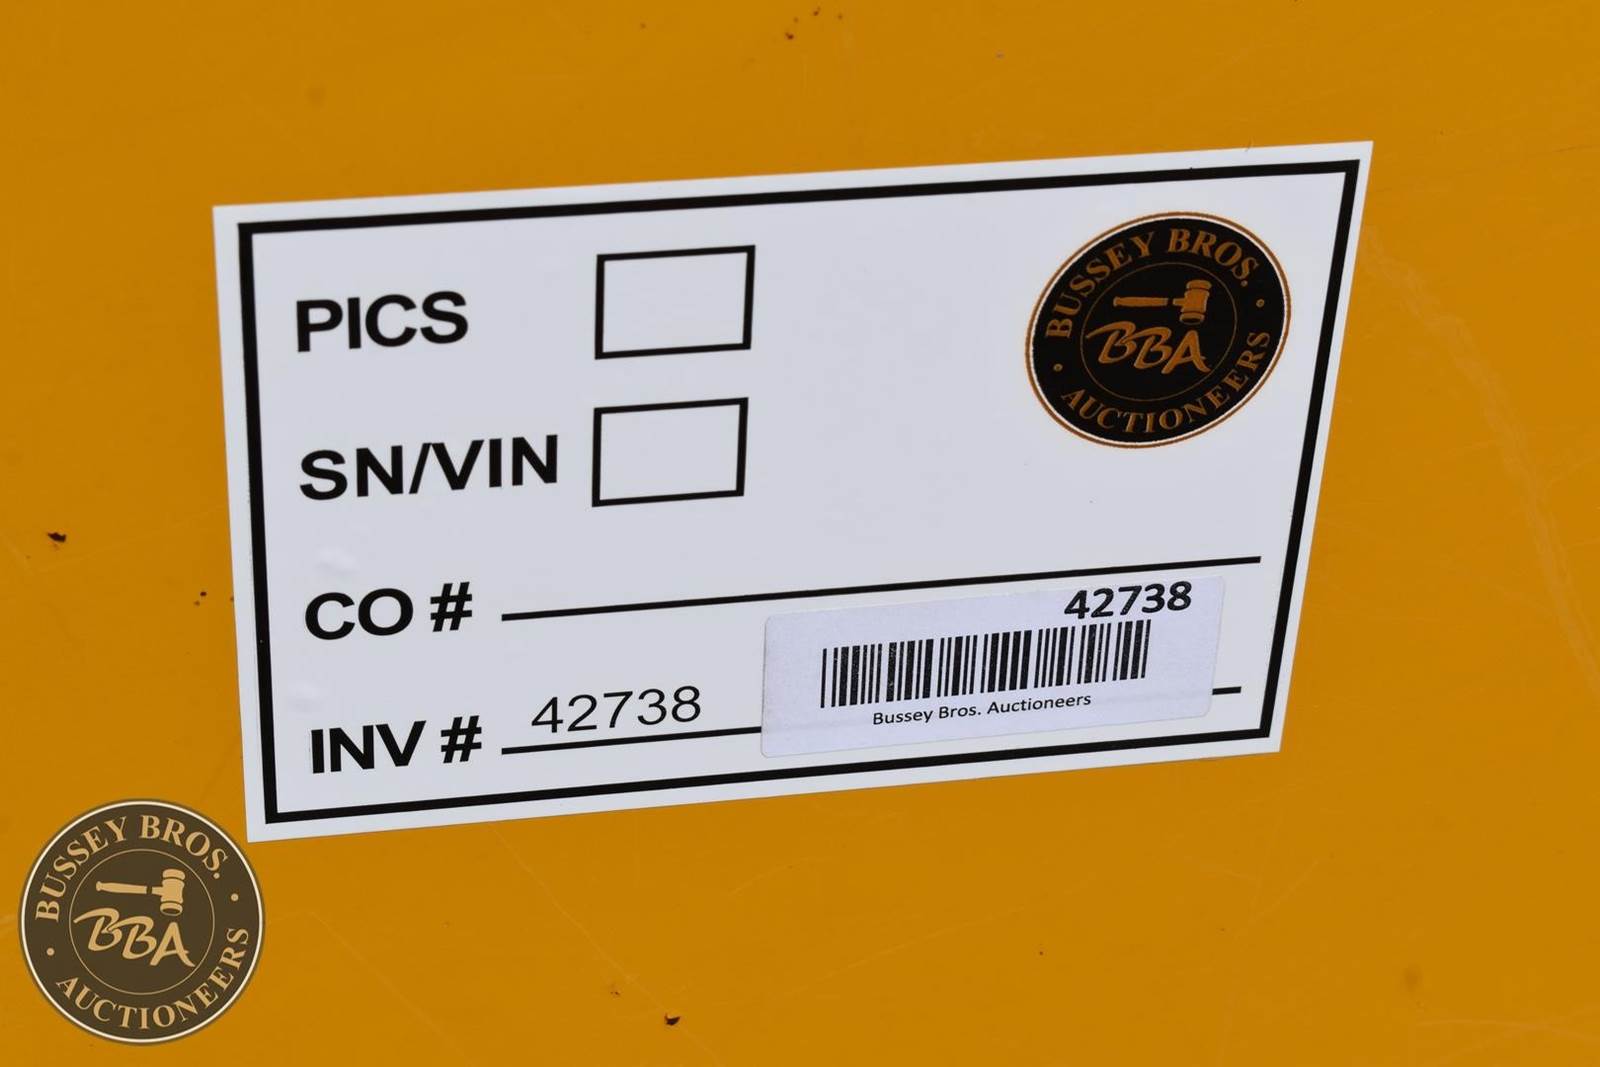 PICS
SN/VIN
BUSSEY BROS.
BBA
AUCTIONEERS
CO #
42738
Bussey Bros. Auctioneers
INV # 42738
BUSSEY BROS.
BBA
AUCTIONEERS